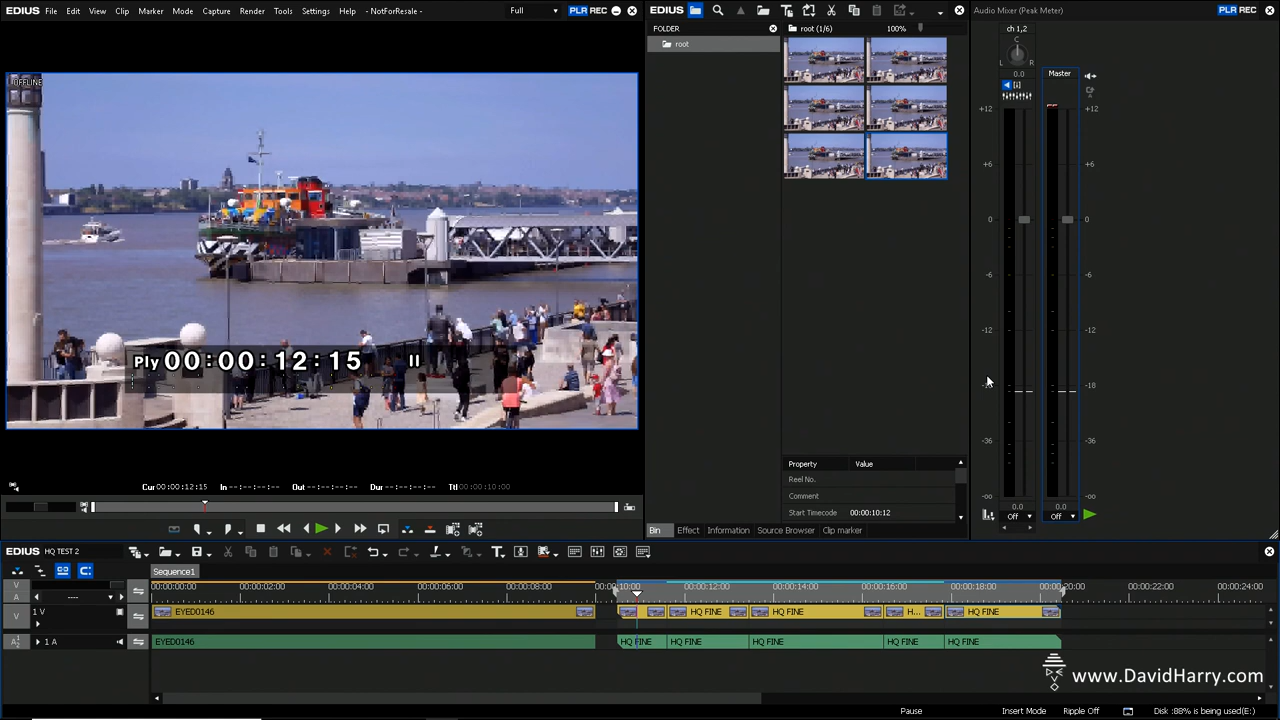 EDIUS File Edit View Clip Marker Mode Capture Render Tools Settings Help - NotForResale - Full PLR REC
EDIUS
Audio Mixer (Peak Meter) PLR REC
FOLDER
root
root (1/6) 100%
ch 1,2
C
L R
0.0
Master
+12 +12
+6 +6
0 0
-6 -6
-12 -12
-18
-36 -36
-oo -oo
0.0 0.0
Off Off
OFFLINE
Ply 00:00:12:15
Cur 00:00:12:15 In --:--:--:-- Out --:--:--:-- Dur --:--:--:-- Ttl 00:00:10:00
Property Value
Reel No.
Comment
Start Timecode 00:00:10:12
Bin Effect Information Source Browser Clip marker
EDIUS HQ TEST 2
Sequence1
V
A
00:00:00:00 00:00:02:00 00:00:04:00 00:00:06:00 00:00:08:00 00:00:10:00 00:00:12:00 00:00:14:00 00:00:16:00 00:00:18:00 00:00:20:00 00:00:22:00 00:00:24:00
V 1 V EYED0146 HQ FINE HQ FINE H... HQ FINE
1 A EYED0146 HQ FINE HQ FINE HQ FINE HQ FINE HQ FINE
www.DavidHarry.com
Pause Insert Mode Ripple Off Disk :88% is being used(E:)